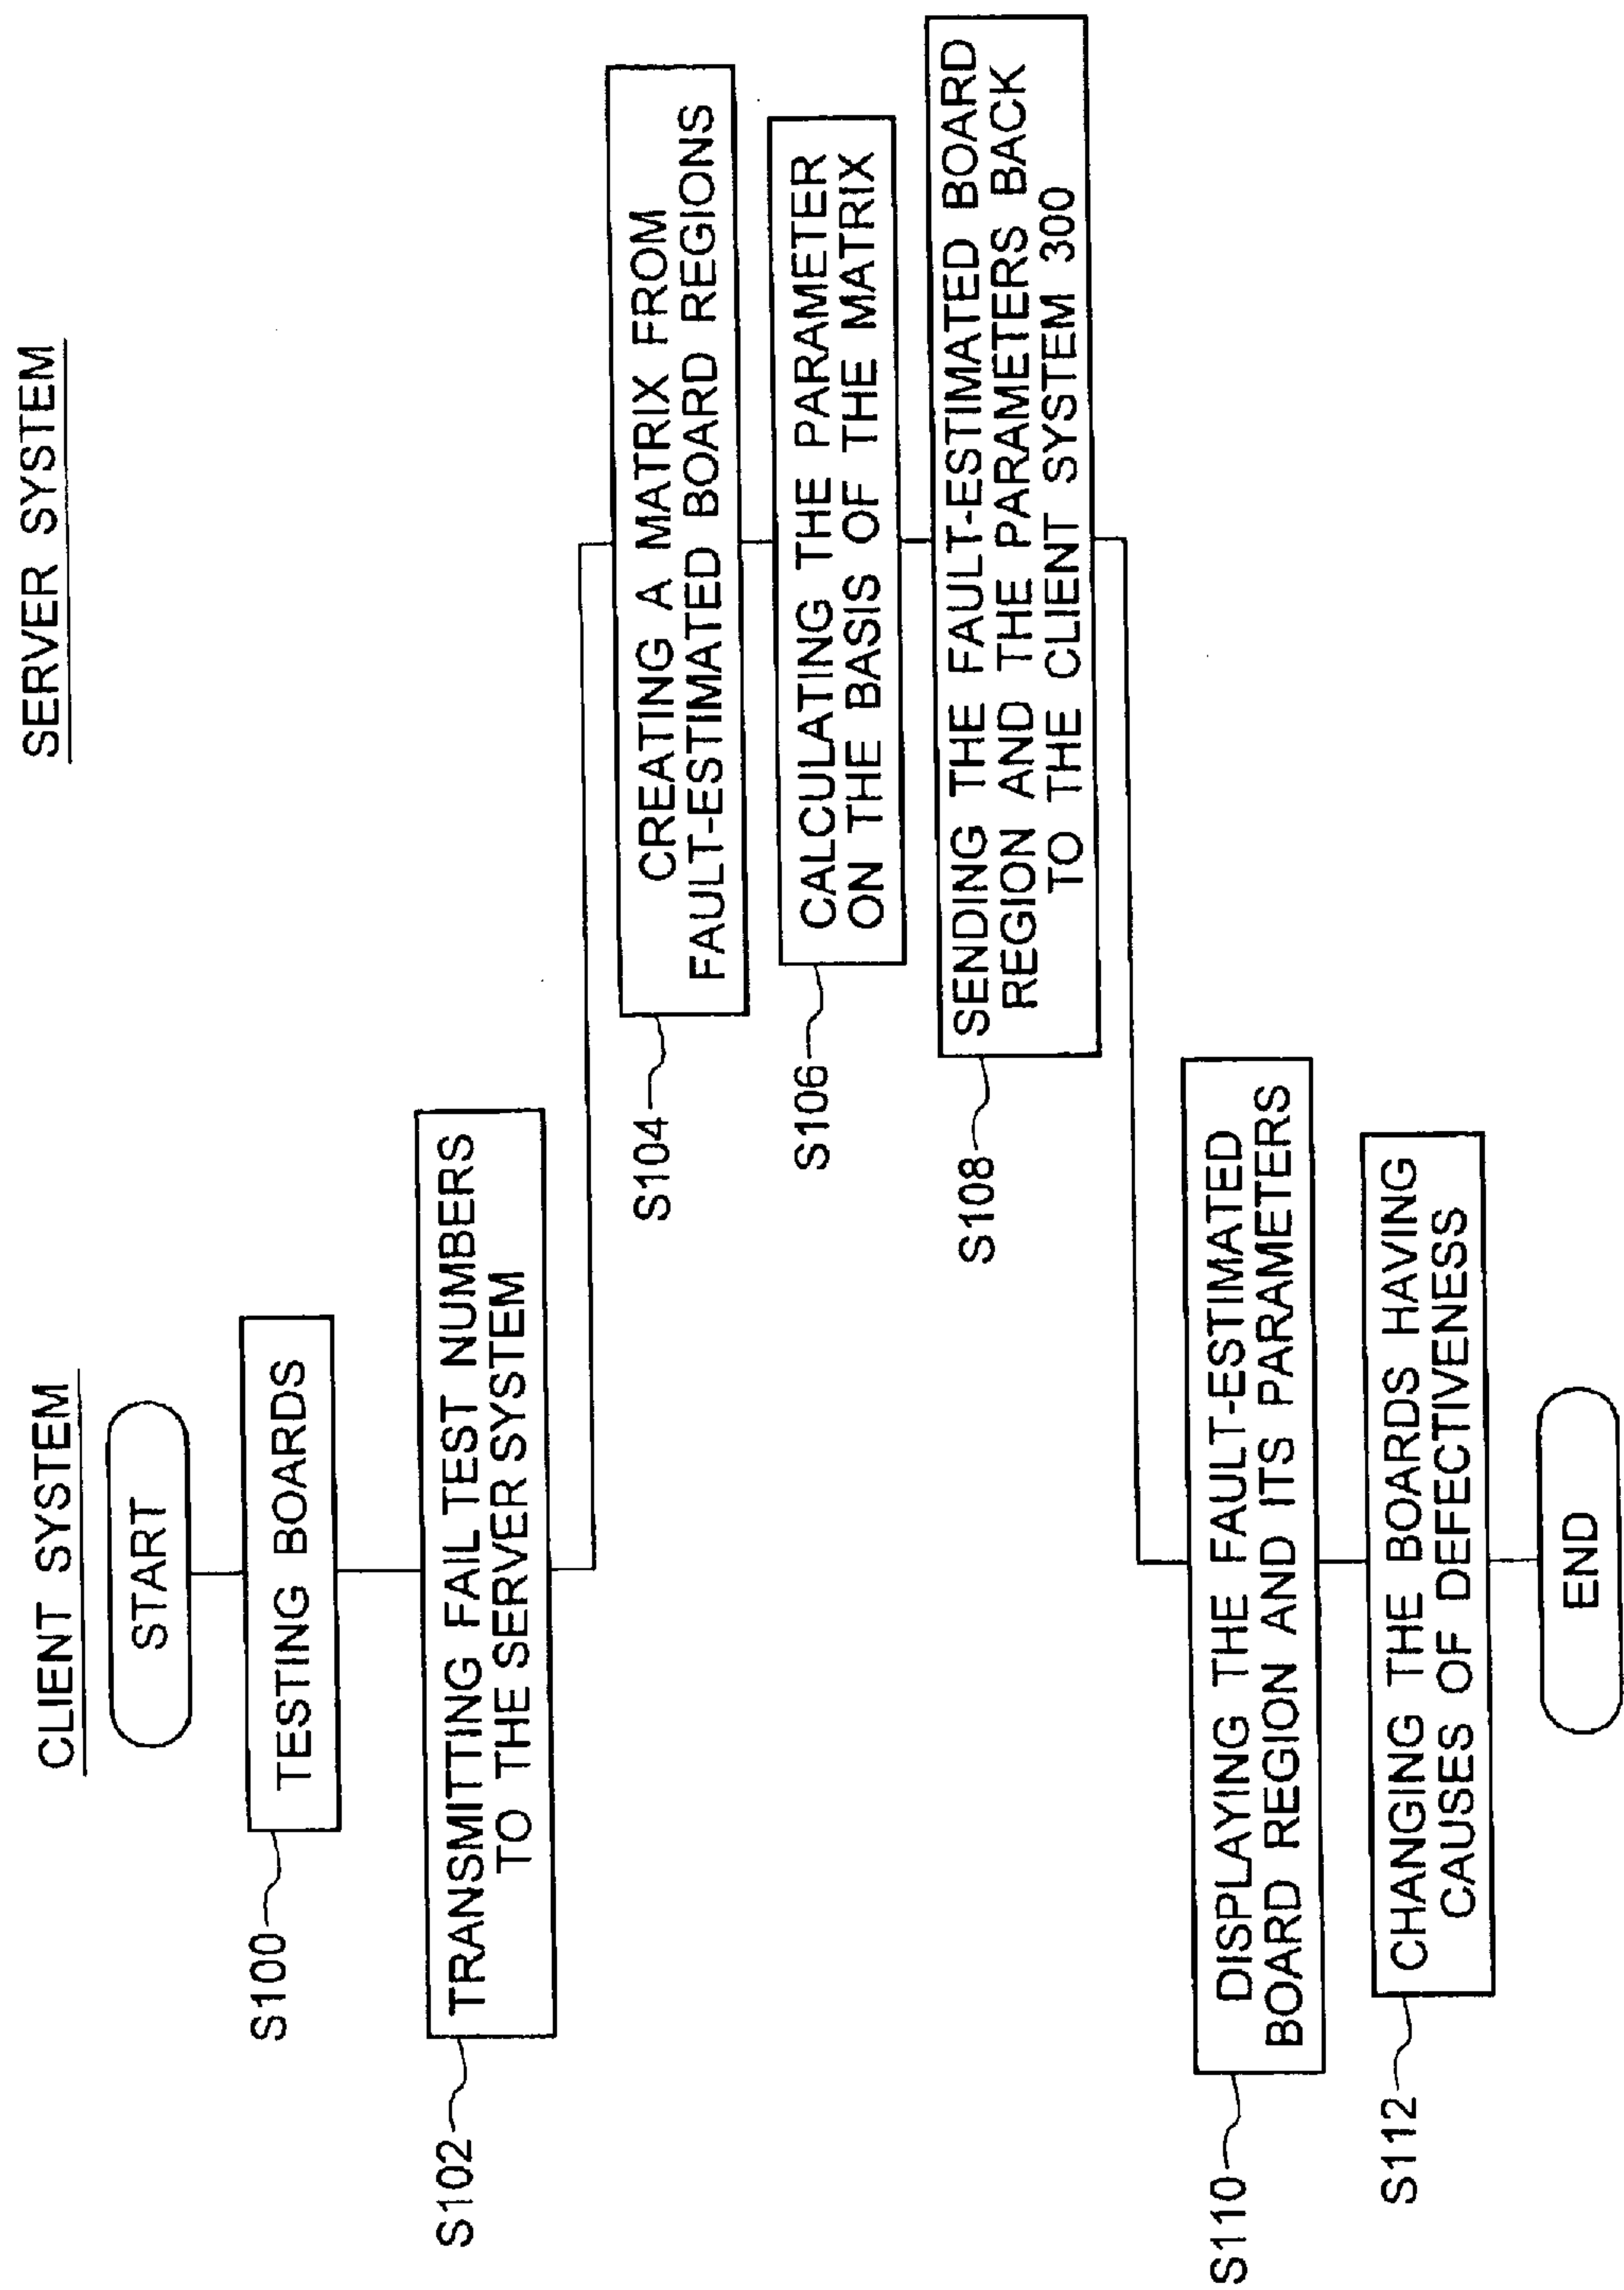 CLIENT SYSTEM
SERVER SYSTEM
START
TESTING BOARDS
S100
TRANSMITTING FAIL TEST NUMBERS
TO THE SERVER SYSTEM
S102
CREATING A MATRIX FROM
FAULT-ESTIMATED BOARD REGIONS
S104
CALCULATING THE PARAMETER
ON THE BASIS OF THE MATRIX
S106
SENDING THE FAULT-ESTIMATED BOARD
REGION AND THE PARAMETERS BACK
TO THE CLIENT SYSTEM 300
S108
DISPLAYING THE FAULT-ESTIMATED
BOARD REGION AND ITS PARAMETERS
S110
CHANGING THE BOARDS HAVING
CAUSES OF DEFECTIVENESS
S112
END